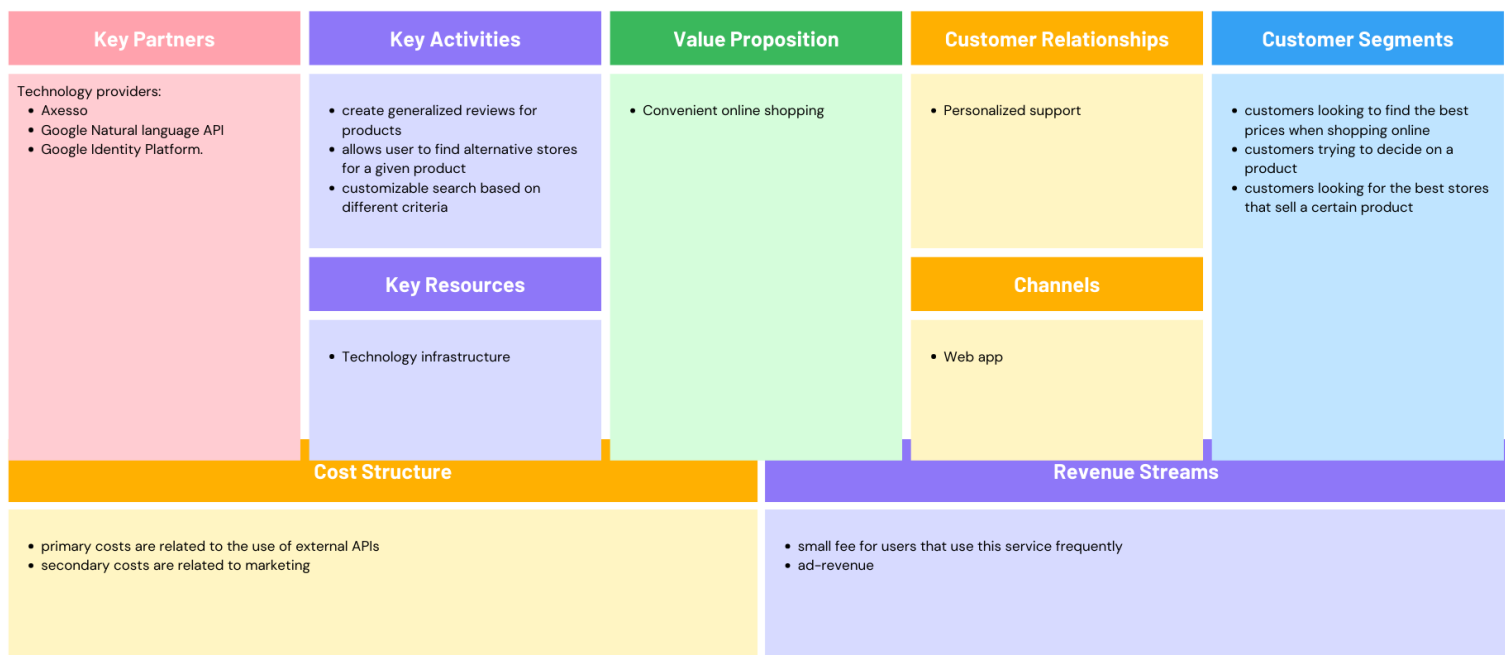 Key Partners
Technology providers:
Axesso
Google Natural language API
Google Identity Platform.
Key Activities
create generalized reviews for
products
allows user to find alternative stores
for a given product
customizable search based on
different criteria
Key Resources
Technology infrastructure
Value Proposition
Convenient online shopping
Customer Relationships
Personalized support
Channels
Web app
Customer Segments
customers looking to find the best
prices when shopping online
customers trying to decide on a
product
customers looking for the best stores
that sell a certain product
Cost Structure
primary costs are related to the use of external APIs
secondary costs are related to marketing
Revenue Streams
small fee for users that use this service frequently
ad-revenue